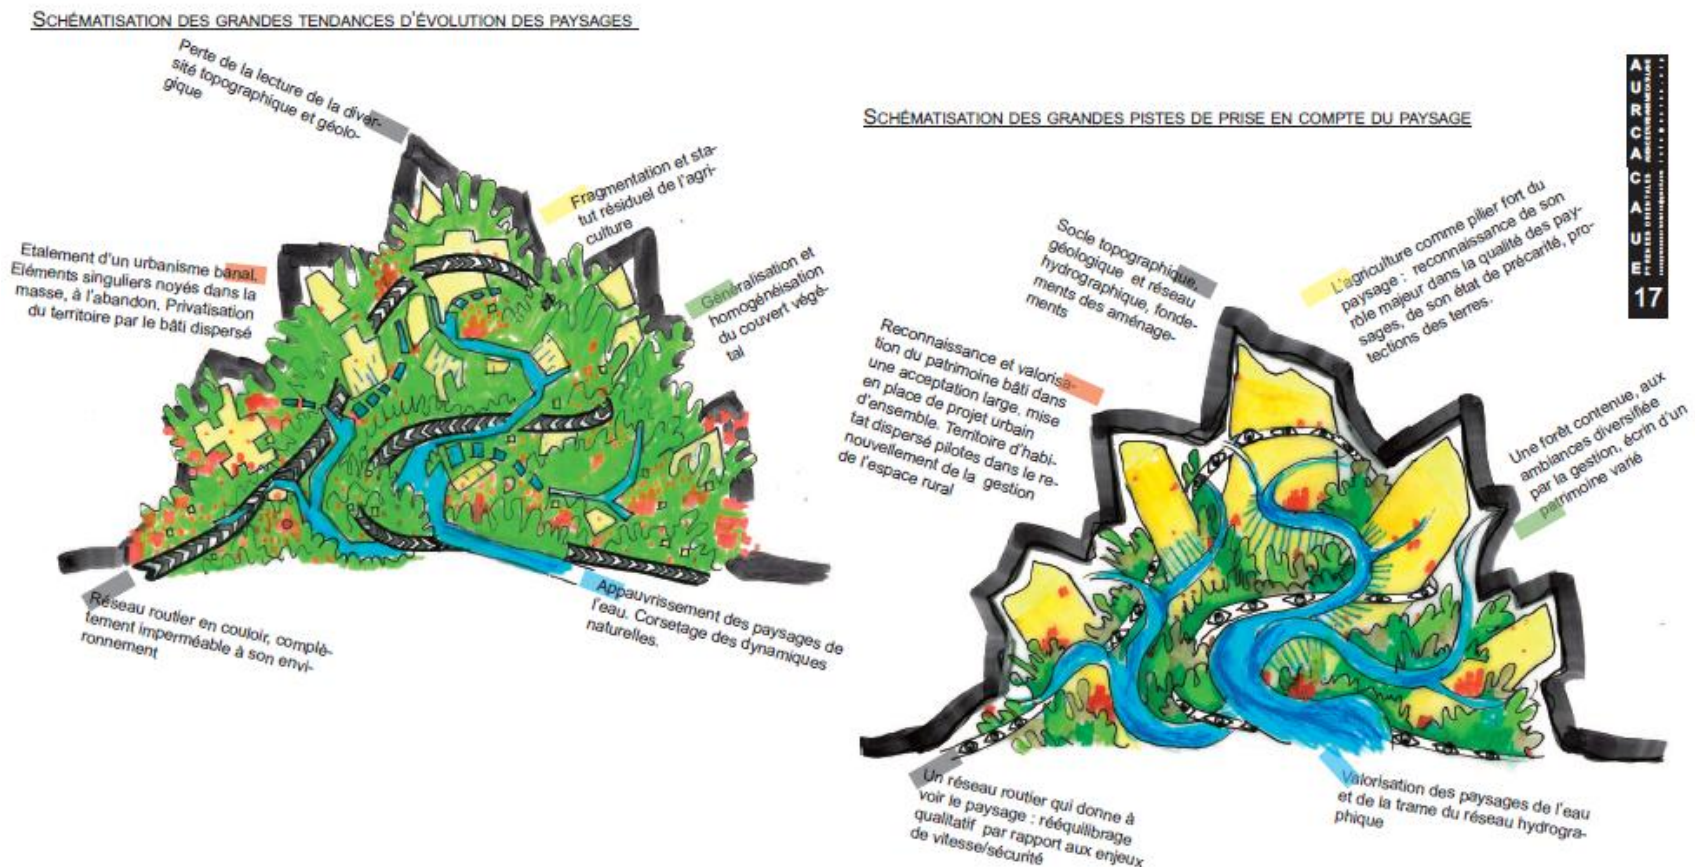 SCHÉMATISATION DES GRANDES TENDANCES D'ÉVOLUTION DES PAYSAGES
Perte de la lecture de la diver-
sité topographique et géolo-
gique
Fragmentation et sta-
tut résiduel de l'agri-
culture
Etalement d'un urbanisme banal.
Eléments singuliers noyés dans la
masse, à l'abandon. Privatisation
du territoire par le bâti dispersé
Généralisation et
homogénéisation
du couvert végé-
tal
Réseau routier en couloir, complè-
tement imperméable à son envi-
ronnement
Appauvrissement des paysages de
l'eau. Corsetage des dynamiques
naturelles.
SCHÉMATISATION DES GRANDES PISTES DE PRISE EN COMPTE DU PAYSAGE
Socle topographique,
géologique et réseau
hydrographique, fonde-
ments des aménage-
ments
L'agriculture comme pilier fort du
paysage : reconnaissance de son
rôle majeur dans la qualité des pay-
sages, de son état de précarité, pro-
tections des terres.
Reconnaissance et valorisa-
tion du patrimoine bâti dans
une acceptation large, mise
en place de projet urbain
d'ensemble. Territoire d'habi-
tat dispersé pilotes dans le re-
nouvellement de la gestion
de l'espace rural
Une forêt contenue, aux
ambiances diversifiée
par la gestion, écrin d'un
patrimoine varié
Un réseau routier qui donne à
voir le paysage : rééquilibrage
qualitatif par rapport aux enjeux
de vitesse/sécurité
Valorisation des paysages de l'eau
et de la trame du réseau hydrogra-
phique
AURCA CAUE
PYRENEES ORIENTALES
17